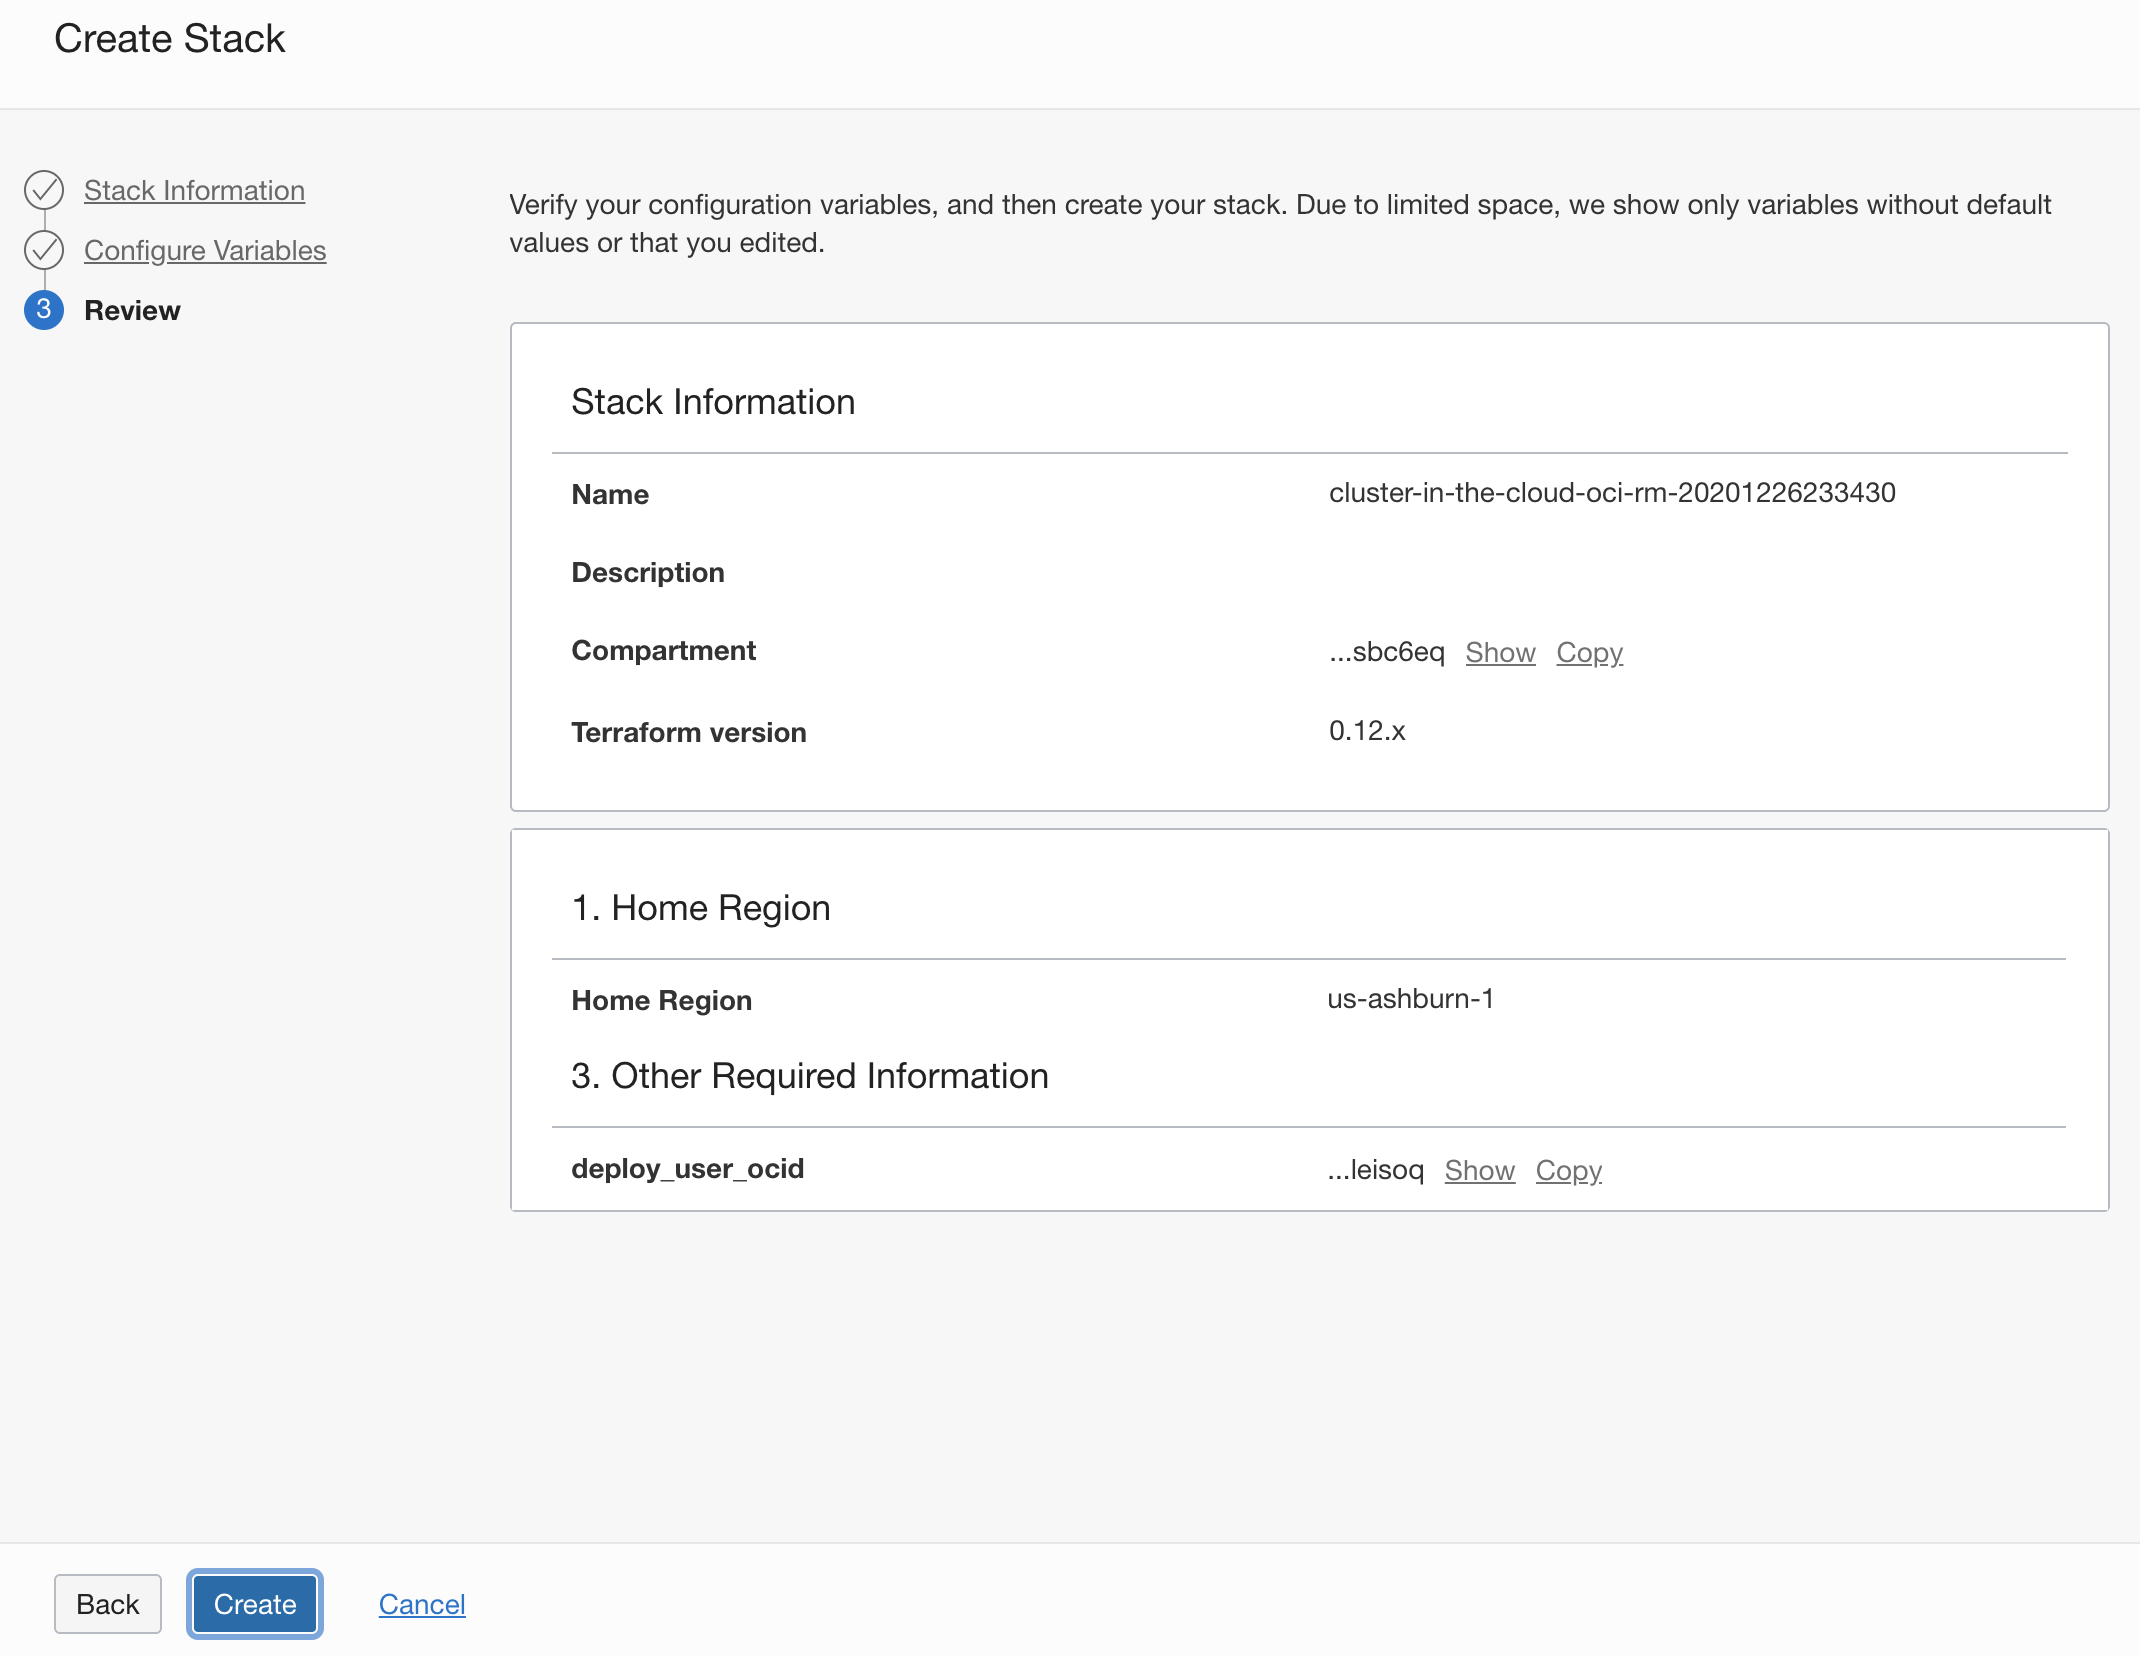 Create Stack
Stack Information
Configure Variables
3 Review
Verify your configuration variables, and then create your stack. Due to limited space, we show only variables without default
values or that you edited.
Stack Information
Name cluster-in-the-cloud-oci-rm-20201226233430
Description
Compartment ...sbc6eq Show Copy
Terraform version 0.12.x
1. Home Region
Home Region us-ashburn-1
3. Other Required Information
deploy_user_ocid ...leisoq Show Copy
Back Create Cancel